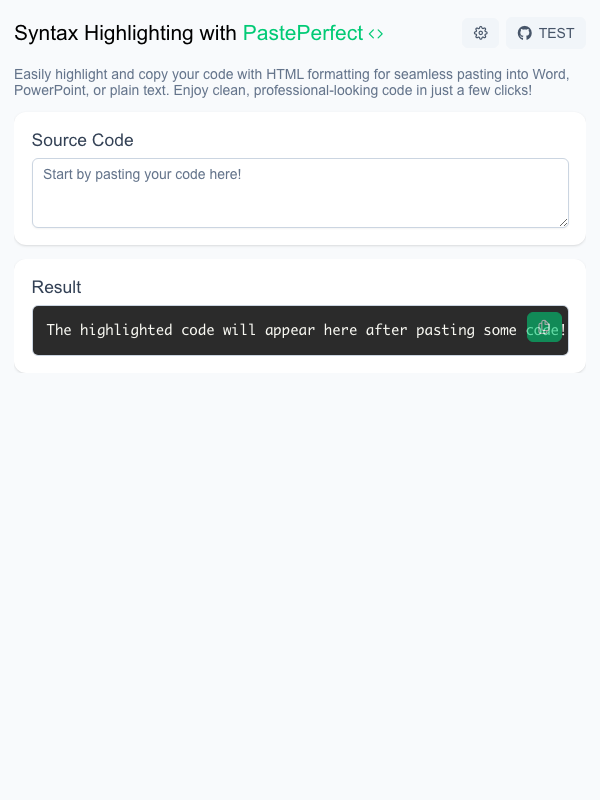 Syntax Highlighting with PastePerfect <>
TEST
Easily highlight and copy your code with HTML formatting for seamless pasting into Word,
PowerPoint, or plain text. Enjoy clean, professional-looking code in just a few clicks!
Source Code
Start by pasting your code here!
Result
The highlighted code will appear here after pasting some code!